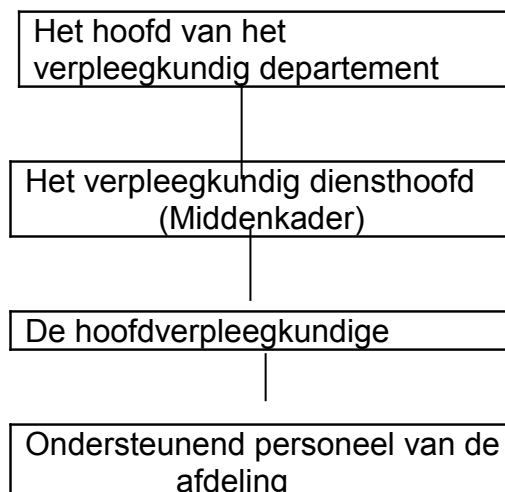 Het hoofd van het
verpleegkundig departement
Het verpleegkundig diensthoofd
(Middenkader)
De hoofdverpleegkundige
Ondersteunend personeel van de
afdeling